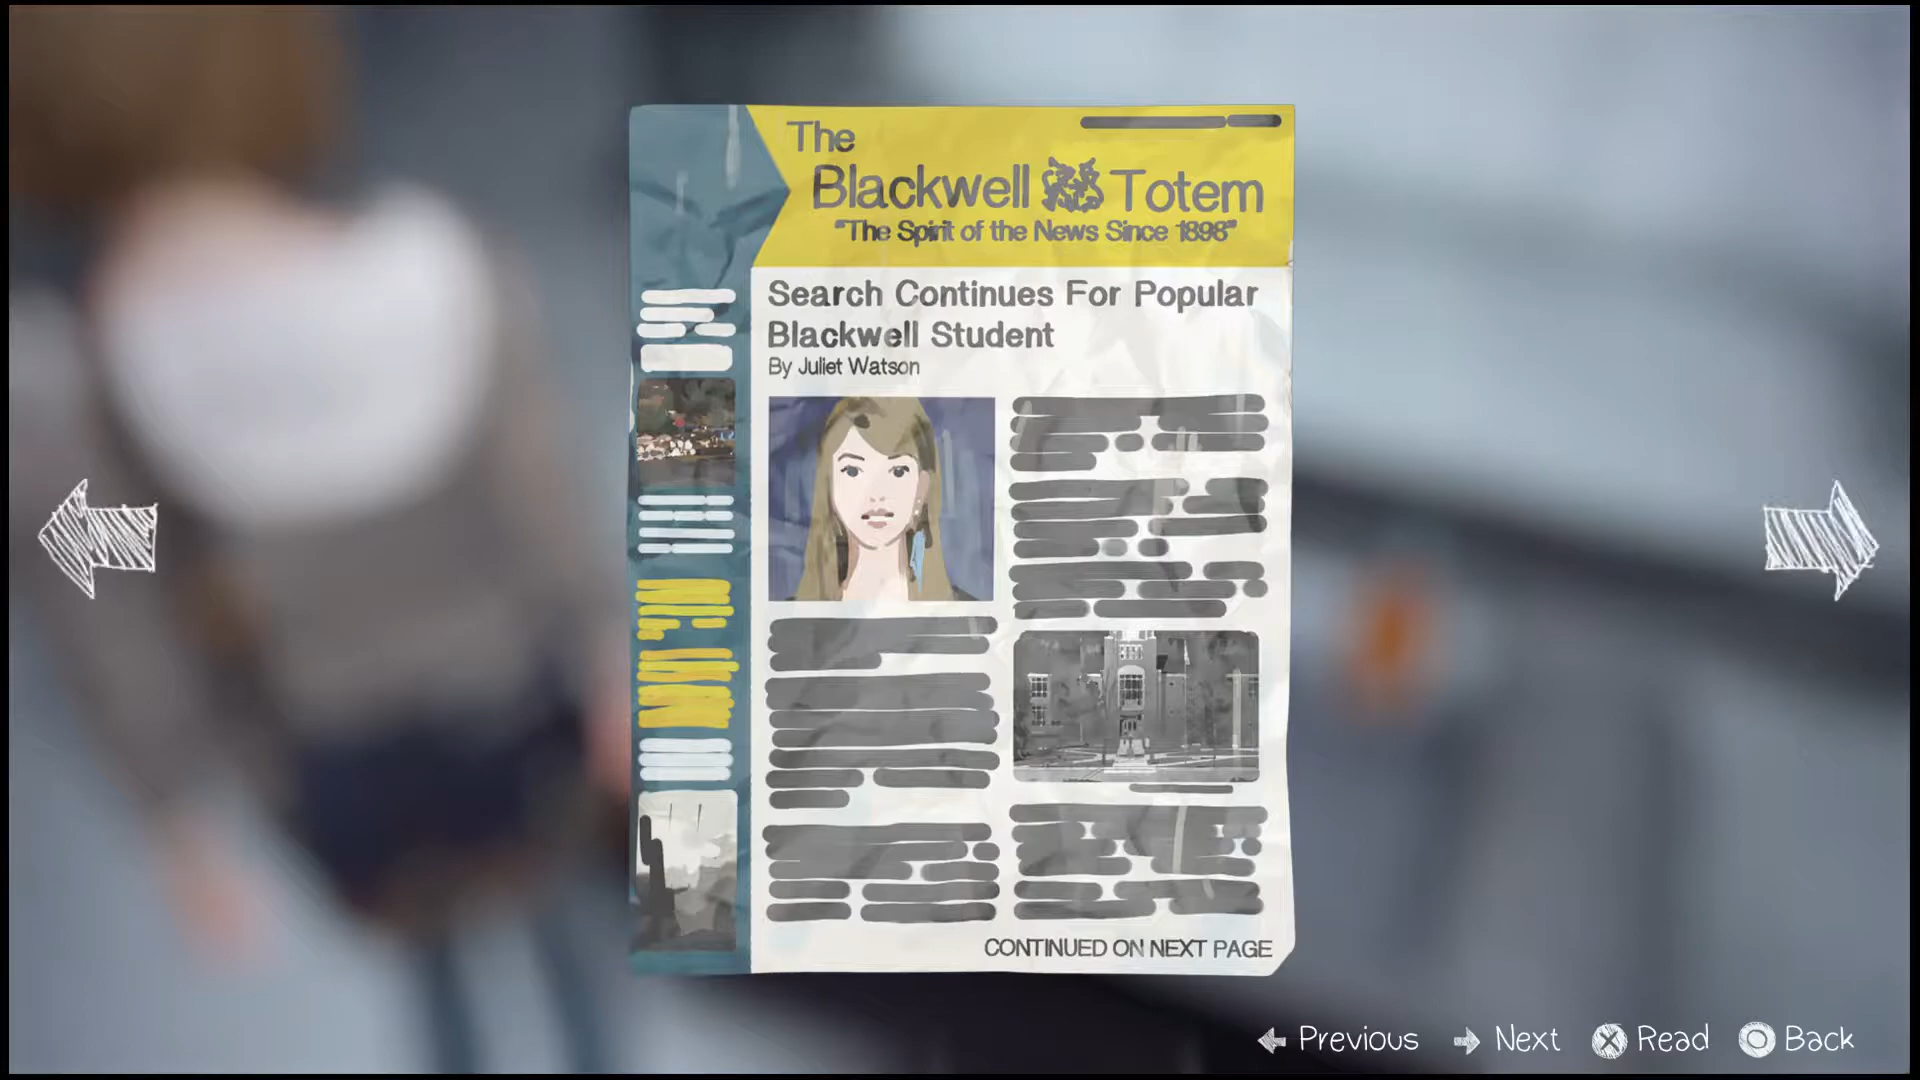 The
Blackwell Totem
"The Spirit of the News Since 1898"
Search Continues For Popular
Blackwell Student
By Juliet Watson
CONTINUED ON NEXT PAGE
Previous Next Read Back